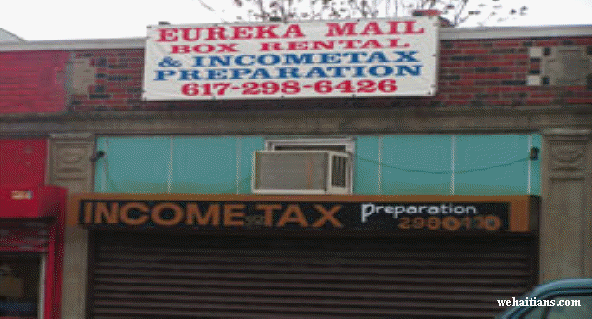 EUREKA MAIL
BOX RENTAL
& INCOMETAX
PREPARATION
617-298-6426
INCOME TAX Preparation
wehaitians.com